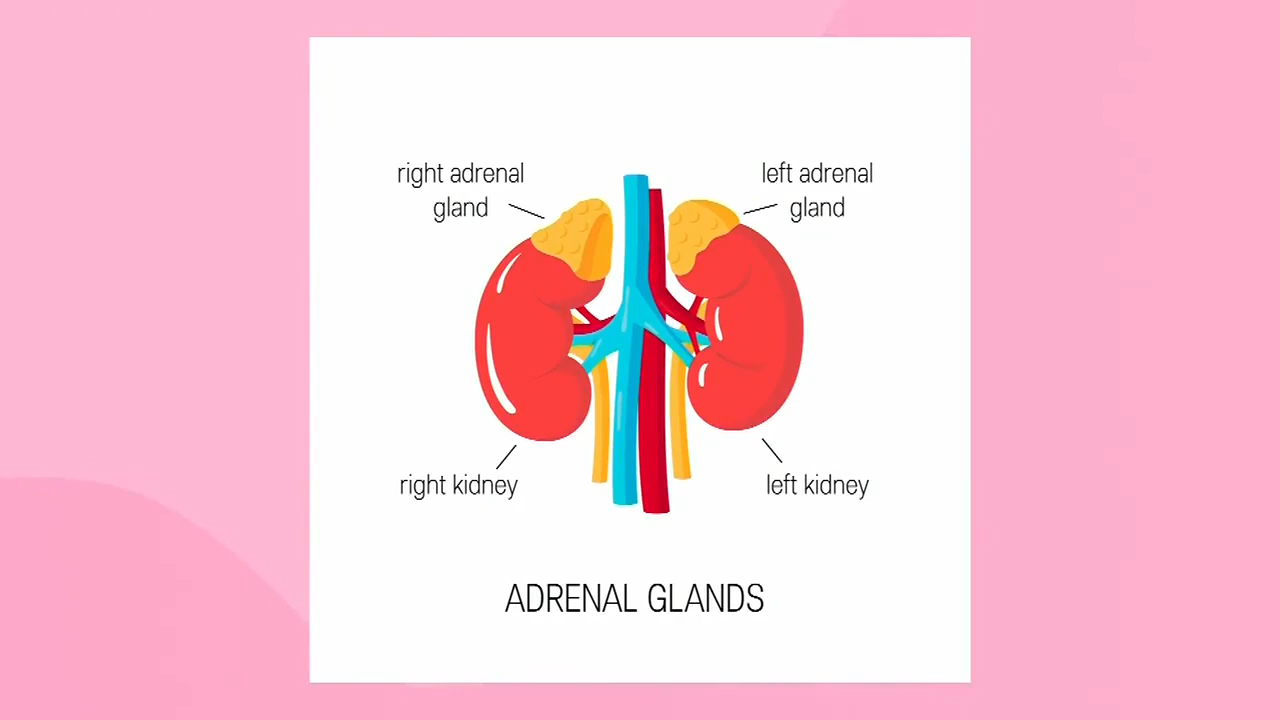 right adrenal
gland
left adrenal
gland
right kidney
left kidney
ADRENAL GLANDS